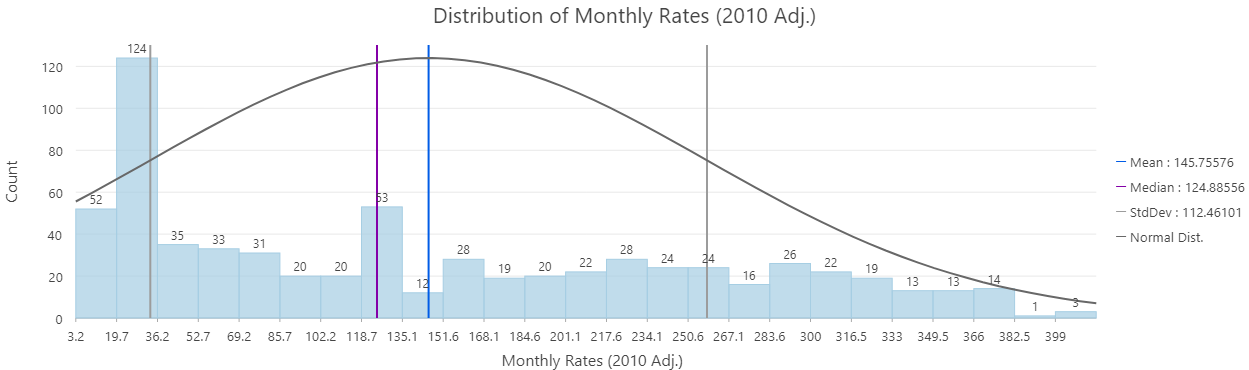 Distribution of Monthly Rates (2010 Adj.)
Count
120
100
80
60
40
20
0
52 124 35 33 31 20 20 53 12 28 19 20 22 28 24 24 16 26 22 19 13 13 14 1 3
3.2 19.7 36.2 52.7 69.2 85.7 102.2 118.7 135.1 151.6 168.1 184.6 201.1 217.6 234.1 250.6 267.1 283.6 300 316.5 333 349.5 366 382.5 399
Monthly Rates (2010 Adj.)
Mean : 145.75576
Median : 124.88556
StdDev : 112.46101
Normal Dist.